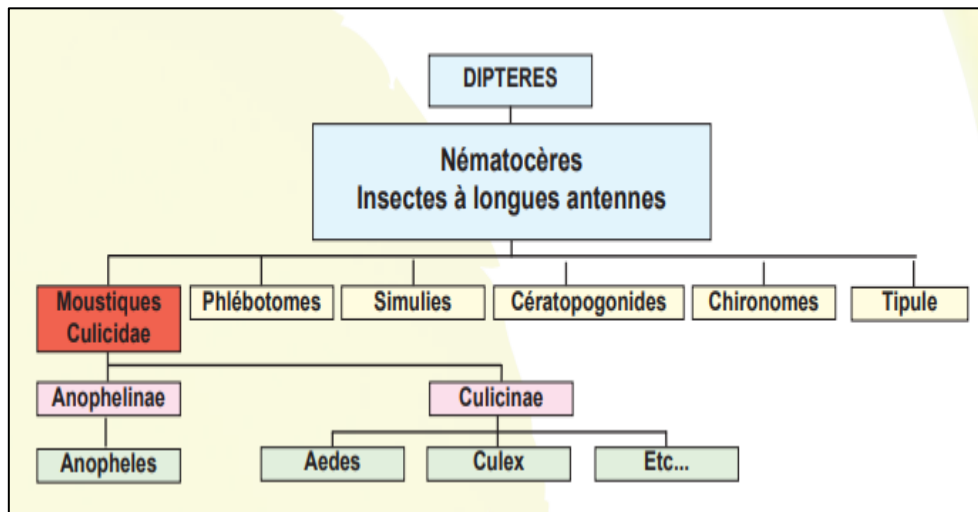 DIPTERES
Nématocères
Insectes à longues antennes
Moustiques
Culicidae
Phlébotomes
Simulies
Cératopogonides
Chironomes
Tipule
Anophelinae
Culicinae
Anopheles
Aedes
Culex
Etc...